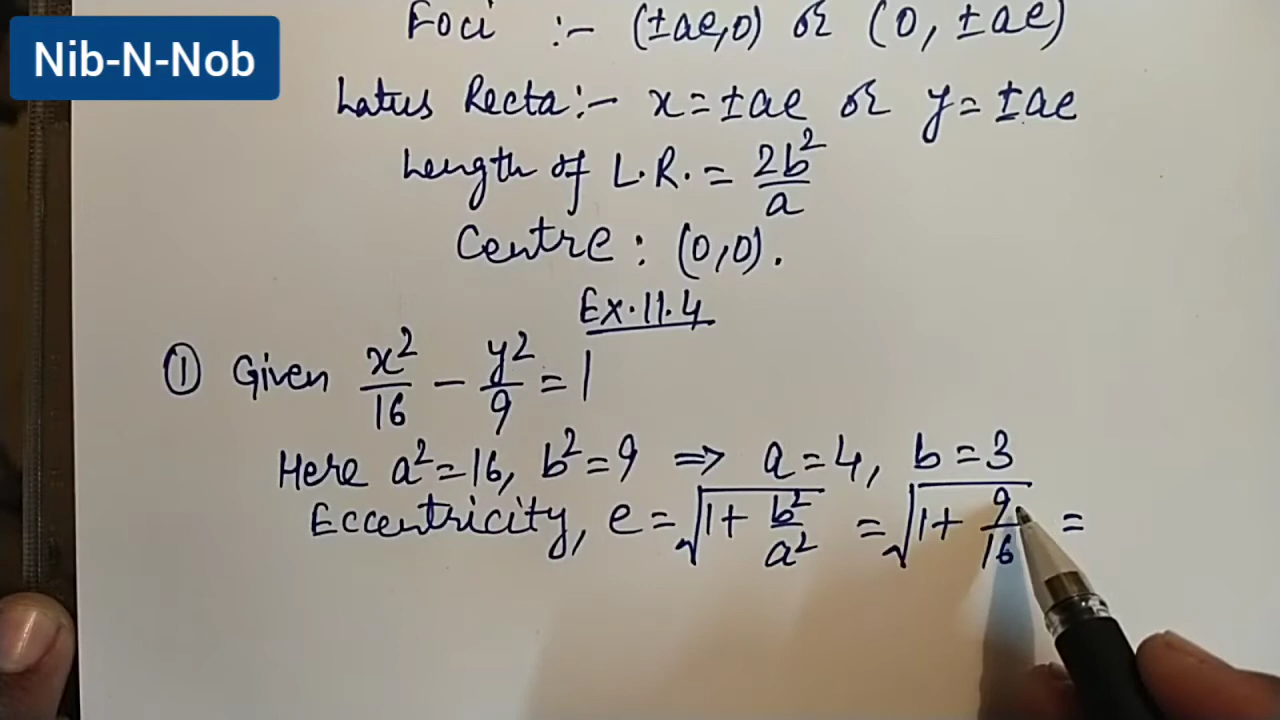 Nib-N-Nob
Foci :- (±ae,0) or (0, ±ae)
Latus Recta:- x=±ae or y=±ae
Length of L.R. = 2b²/a
Centre : (0,0).
Ex.11.4
① Given x²/16 - y²/9 = 1
Here a²=16, b²=9 ⇒ a=4, b=3
Eccentricity, e = √(1+ b²/a²) = √(1+ 9/16) =